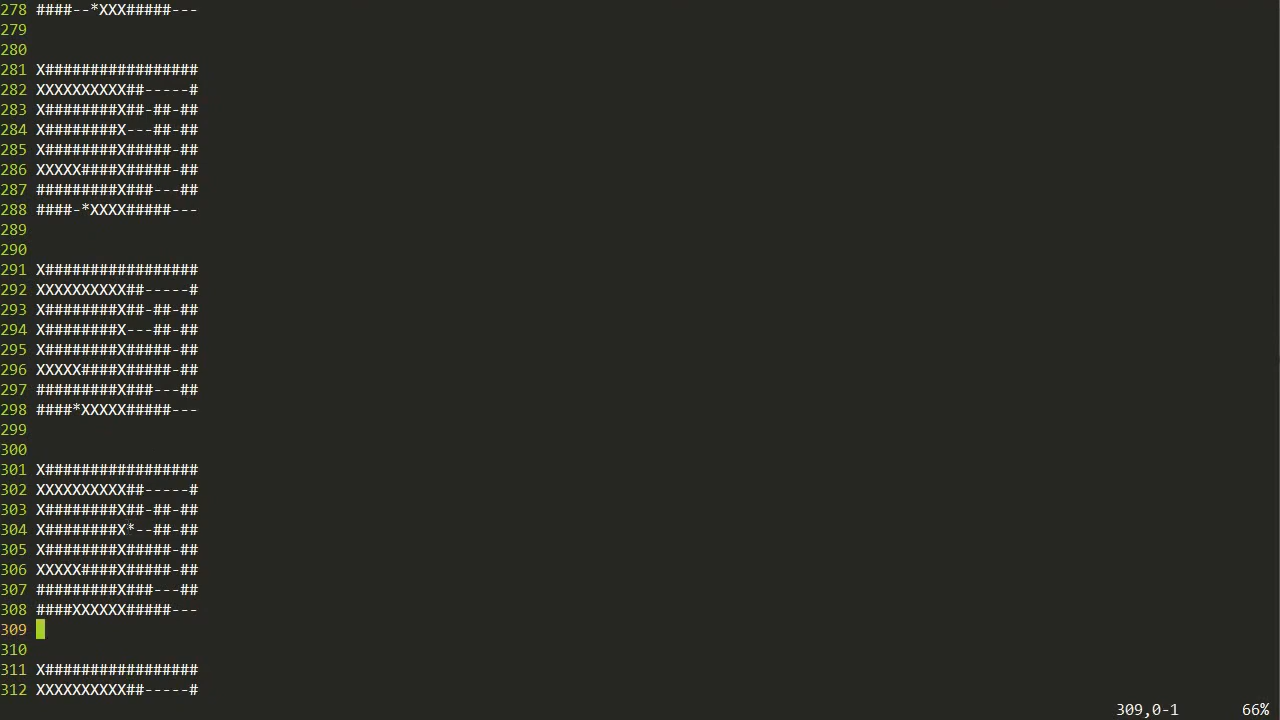 278 ####--*XXX#####---
279
280
281 X#################
282 XXXXXXXXXX##-----#
283 X########X##-##-##
284 X########X---##-##
285 X########X#####-##
286 XXXXX####X#####-##
287 #########X###---##
288 ####-*XXXX#####---
289
290
291 X#################
292 XXXXXXXXXX##-----#
293 X########X##-##-##
294 X########X---##-##
295 X########X#####-##
296 XXXXX####X#####-##
297 #########X###---##
298 ####*XXXXX#####---
299
300
301 X#################
302 XXXXXXXXXX##-----#
303 X########X##-##-##
304 X########X*--##-##
305 X########X#####-##
306 XXXXX####X#####-##
307 #########X###---##
308 ####XXXXXX#####---
309
310
311 X#################
312 XXXXXXXXXX##-----#
309,0-1 66%